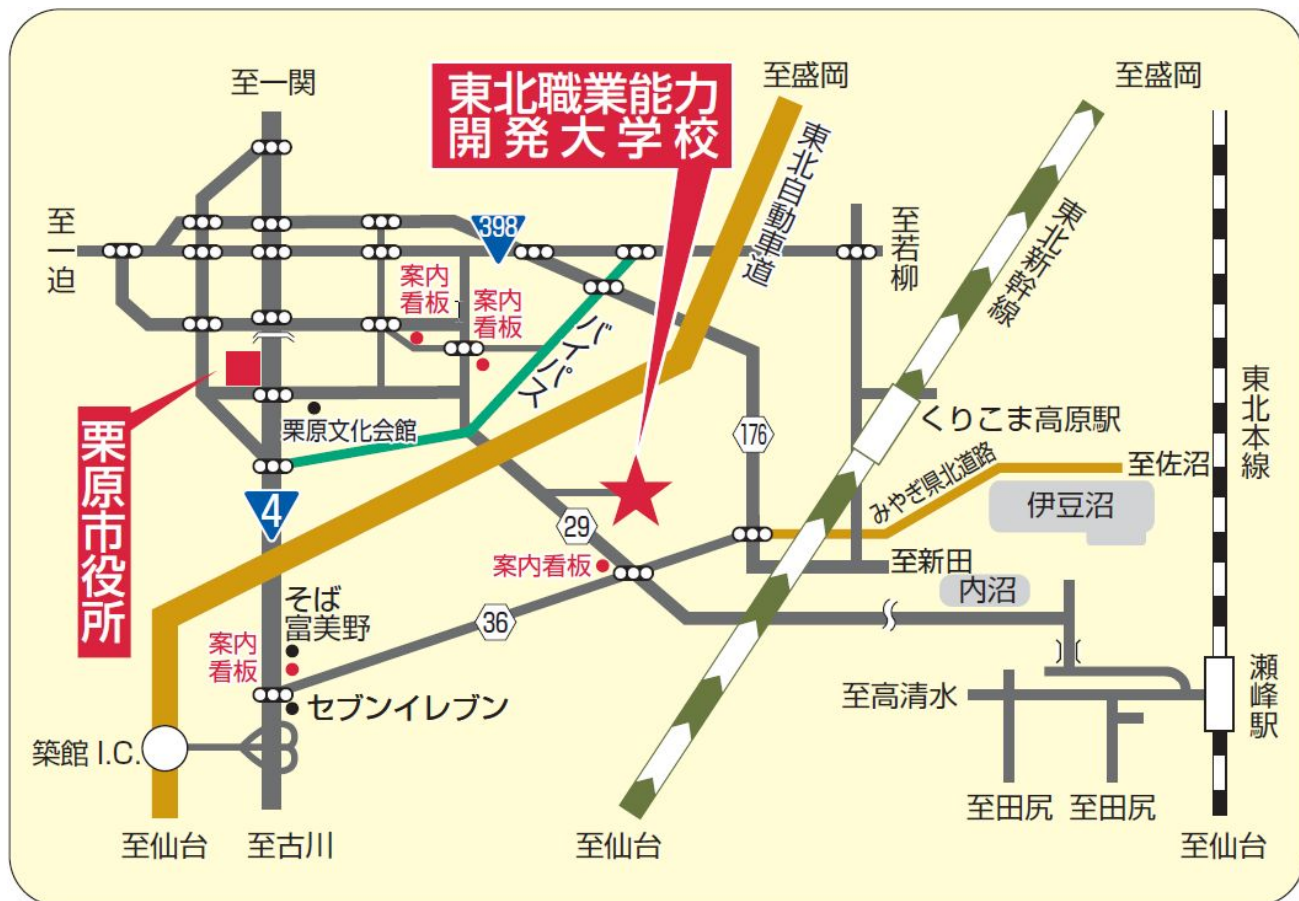 至一関
東北職業能力
開発大学校
至盛岡
至盛岡
東北自動車道
398
至一迫
至若柳
東北新幹線
案内
看板
案内
看板
バイパス
栗原文化会館
栗原市役所
176
くりこま高原駅
東北本線
みやぎ県北道路
至佐沼
伊豆沼
4
29
案内看板
至新田
内沼
そば
富美野
36
案内
看板
セブンイレブン
至高清水
瀬峰駅
築館 I.C.
至田尻
至田尻
至仙台
至古川
至仙台
至仙台